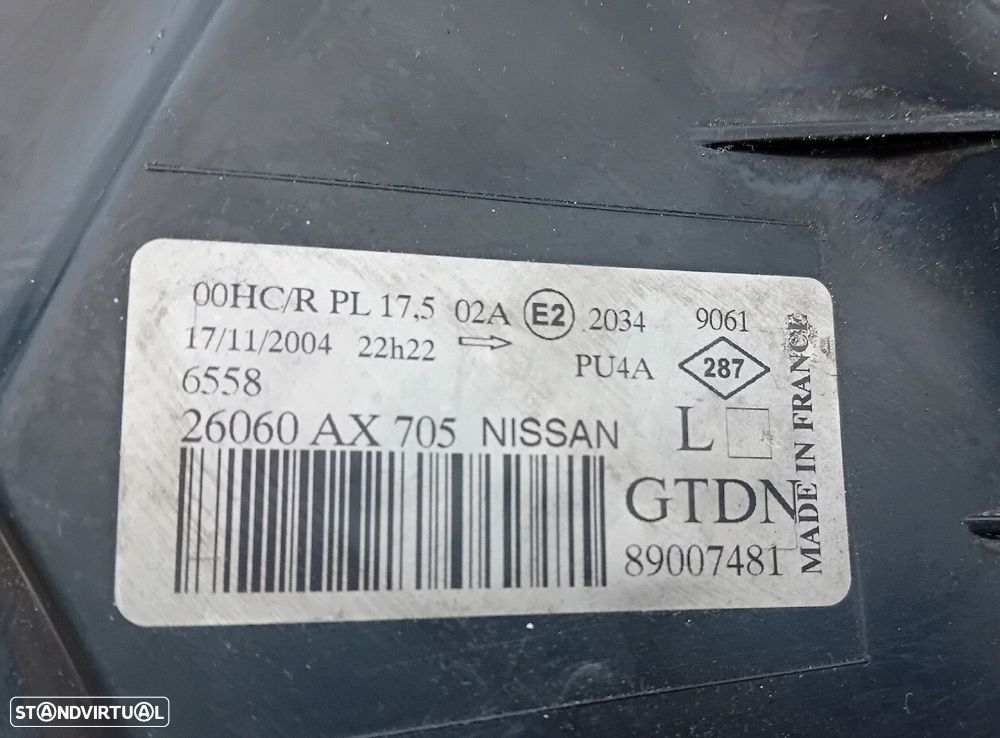 00HC/R PL 17,5 02A E2 2034 9061
17/11/2004 22h22 PU4A 287
6558
26060 AX 705 NISSAN L
GTDN
89007481
MADE IN FRANCE
STANDVIRTUAL